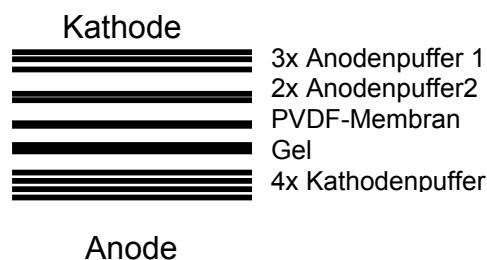 Kathode
3x Anodenpuffer 1
2x Anodenpuffer2
PVDF-Membran
Gel
4x Kathodenpuffer
Anode